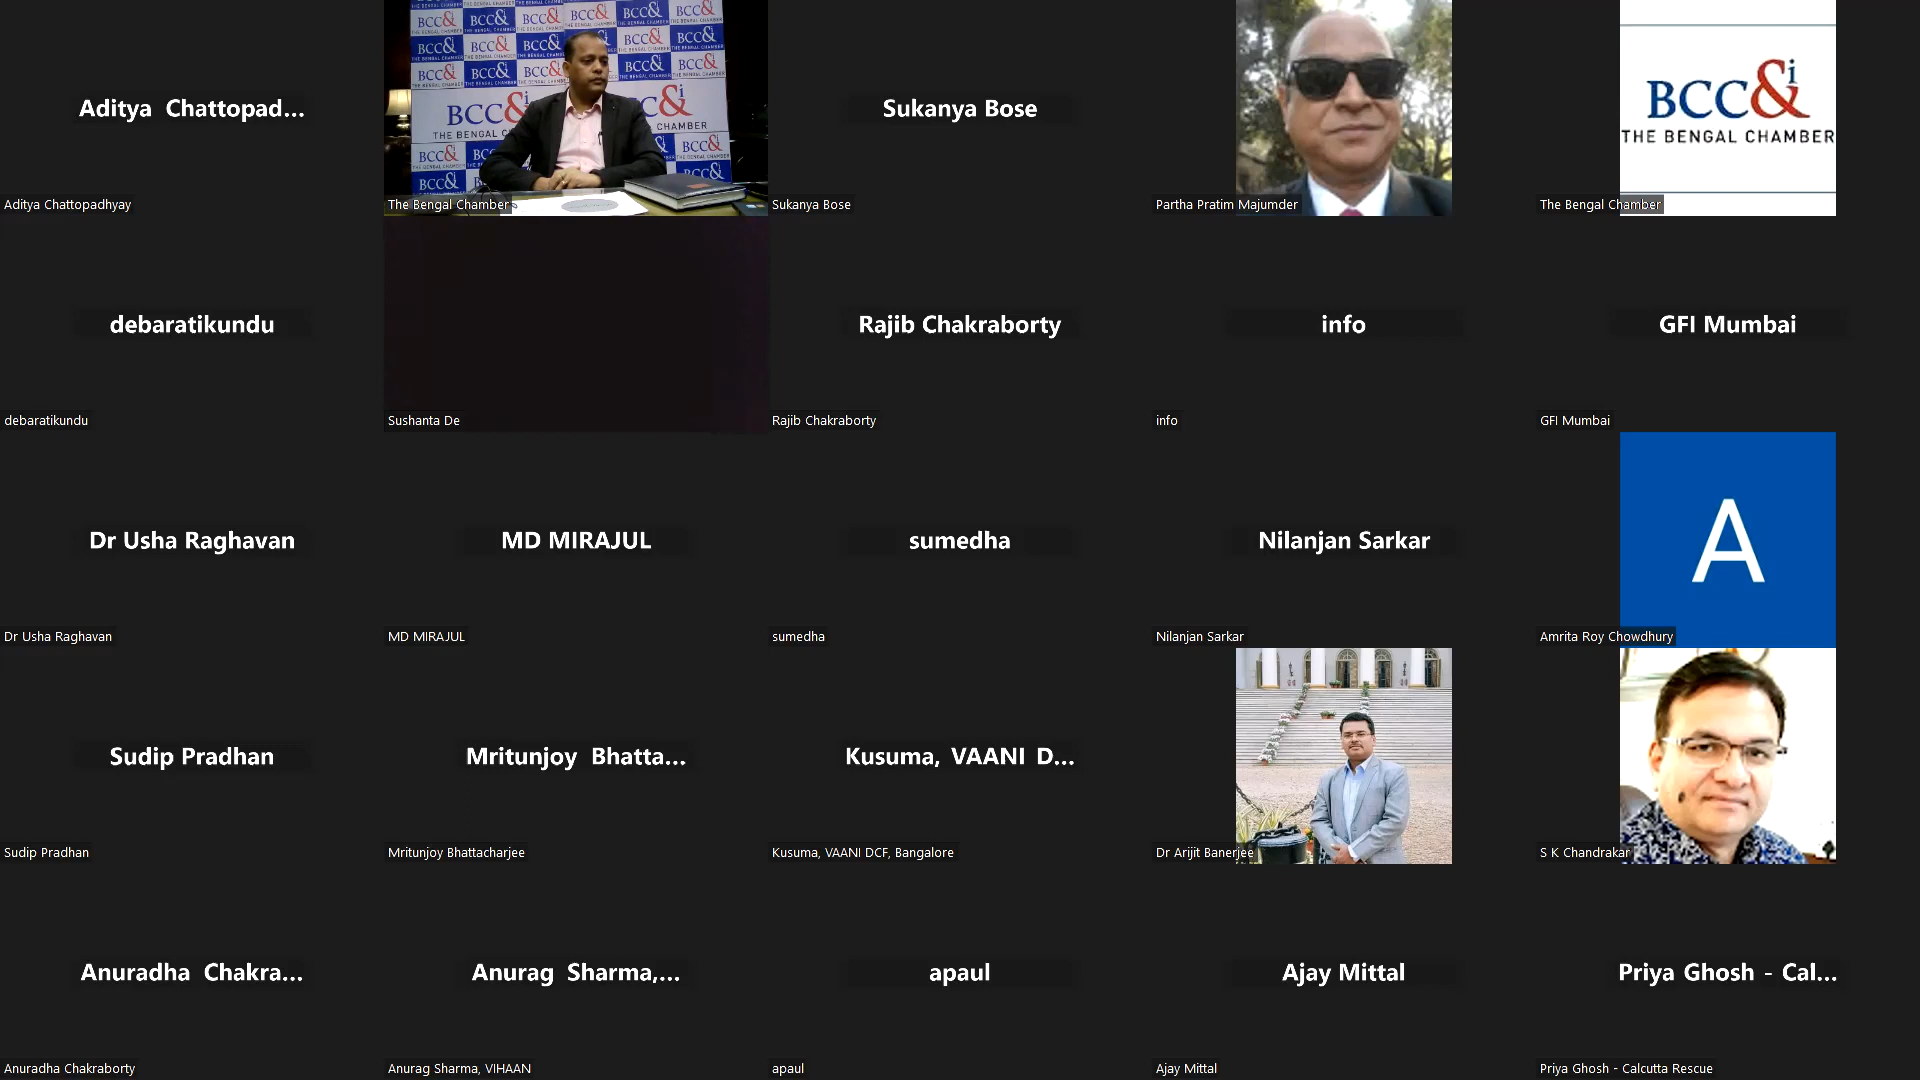 Aditya Chattopad...
Aditya Chattopadhyay
BCC&i
THE BENGAL CHAMBER
The Bengal Chamber
Sukanya Bose
Sukanya Bose
Partha Pratim Majumder
BCC&i
THE BENGAL CHAMBER
The Bengal Chamber
debaratikundu
debaratikundu
Sushanta De
Rajib Chakraborty
Rajib Chakraborty
info
info
GFI Mumbai
GFI Mumbai
Dr Usha Raghavan
Dr Usha Raghavan
MD MIRAJUL
MD MIRAJUL
sumedha
sumedha
Nilanjan Sarkar
Nilanjan Sarkar
A
Amrita Roy Chowdhury
Sudip Pradhan
Sudip Pradhan
Mritunjoy Bhatta...
Mritunjoy Bhattacharjee
Kusuma, VAANI D...
Kusuma, VAANI DCF, Bangalore
Dr Arijit Banerjee
S K Chandrakar
Anuradha Chakra...
Anuradha Chakraborty
Anurag Sharma,...
Anurag Sharma, VIHAAN
apaul
apaul
Ajay Mittal
Ajay Mittal
Priya Ghosh - Cal...
Priya Ghosh - Calcutta Rescue